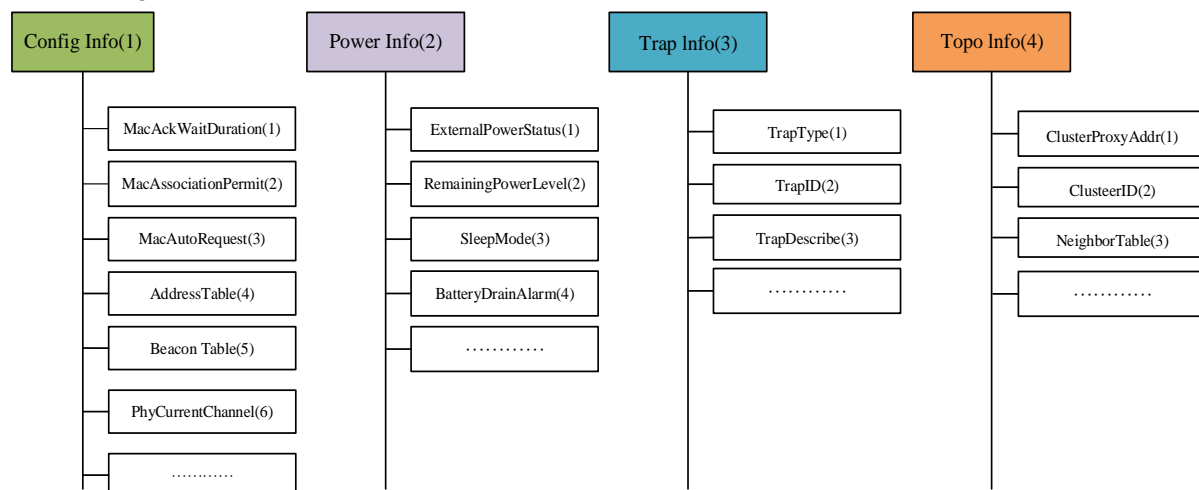 Config Info(1)
MacAckWaitDuration(1)
MacAssociationPermit(2)
MacAutoRequest(3)
AddressTable(4)
Beacon Table(5)
PhyCurrentChannel(6)
............
Power Info(2)
ExternalPowerStatus(1)
RemainingPowerLevel(2)
SleepMode(3)
BatteryDrainAlarm(4)
............
Trap Info(3)
TrapType(1)
TrapID(2)
TrapDescribe(3)
............
Topo Info(4)
ClusterProxyAddr(1)
ClusteerID(2)
NeighborTable(3)
............